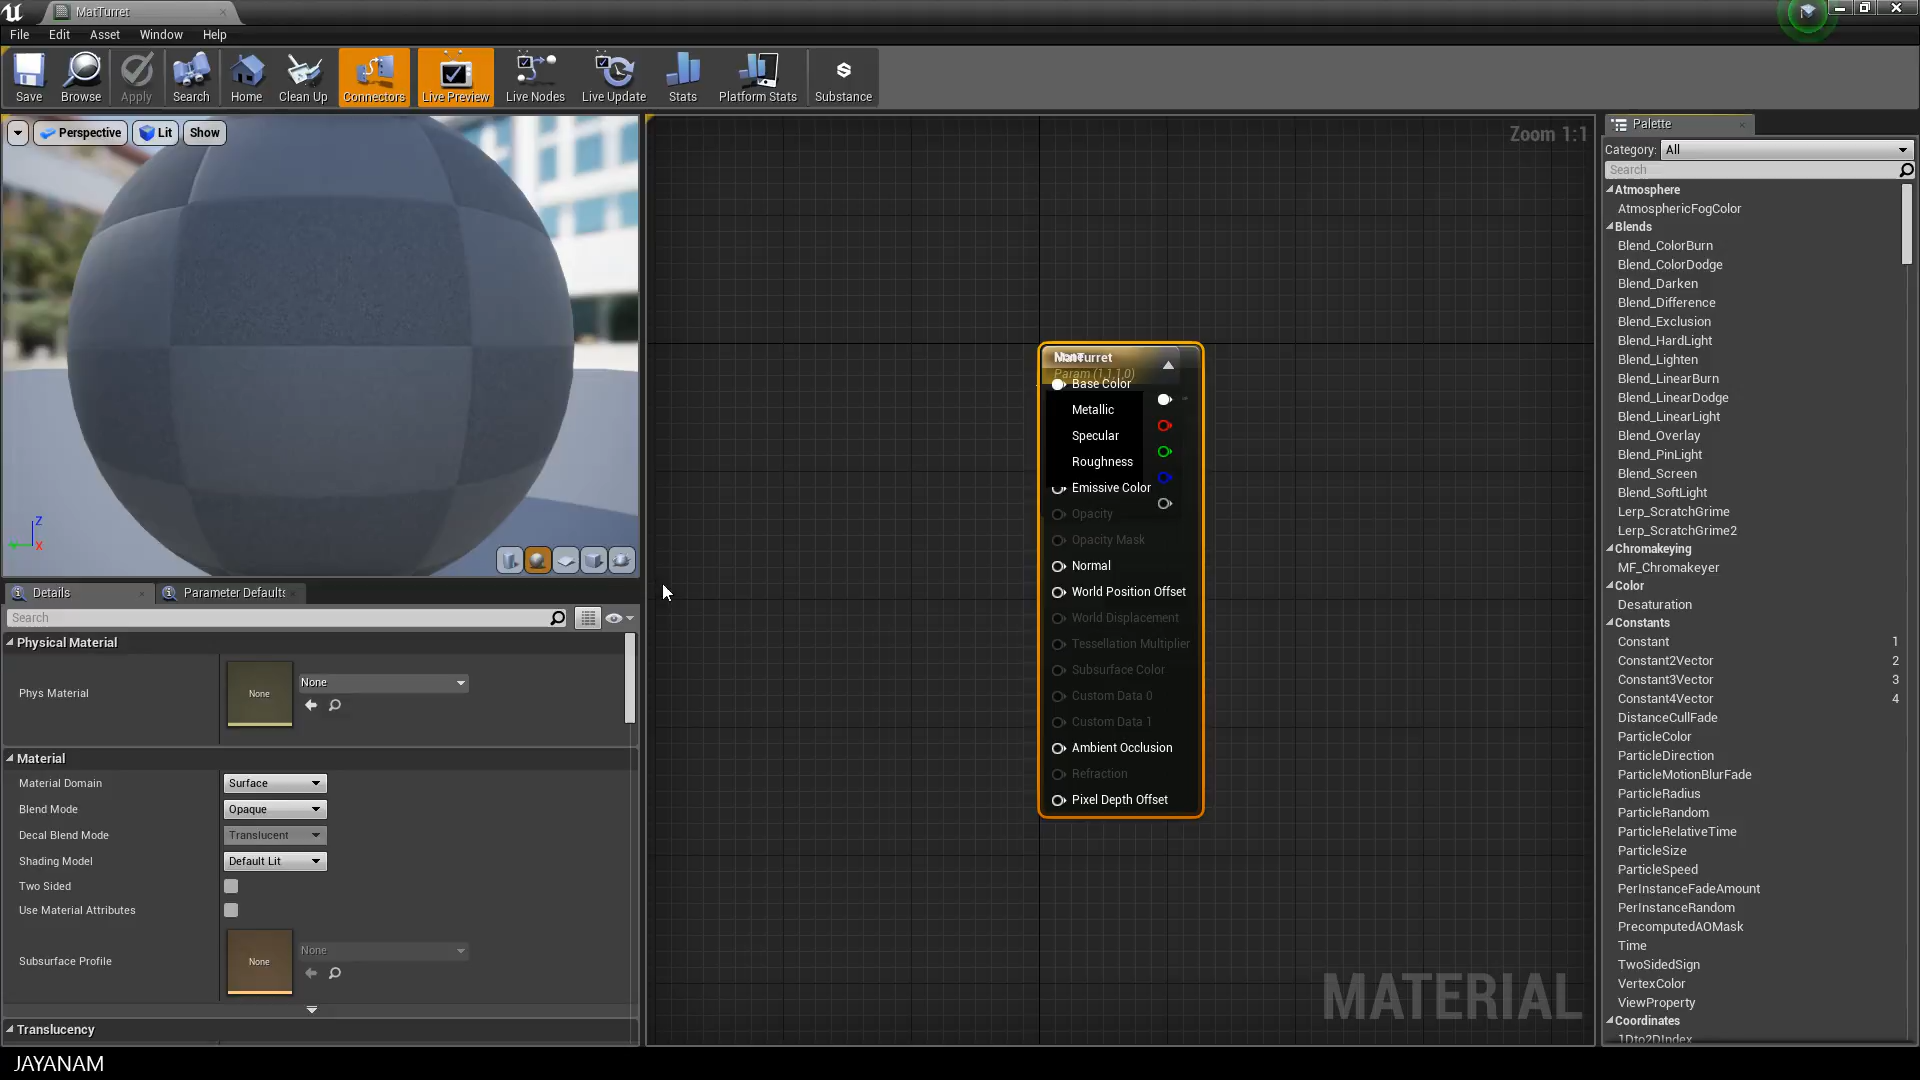 MatTurret
File Edit Asset Window Help
Save Browse Apply Search Home Clean Up Connectors Live Preview Live Nodes Live Update Stats Platform Stats Substance
Perspective Lit Show
Z
X
Details Parameter Defaults
Search
Physical Material
Phys Material
None
None
Material
Material Domain Surface
Blend Mode Opaque
Decal Blend Mode Translucent
Shading Model Default Lit
Two Sided
Use Material Attributes
Subsurface Profile
None
None
Translucency
Zoom 1:1
MatTurret
Param (1,1,1,0)
Base Color
Metallic
Specular
Roughness
Emissive Color
Opacity
Opacity Mask
Normal
World Position Offset
World Displacement
Tessellation Multiplier
Subsurface Color
Custom Data 0
Custom Data 1
Ambient Occlusion
Refraction
Pixel Depth Offset
MATERIAL
Palette
Category: All
Search
Atmosphere
AtmosphericFogColor
Blends
Blend_ColorBurn
Blend_ColorDodge
Blend_Darken
Blend_Difference
Blend_Exclusion
Blend_HardLight
Blend_Lighten
Blend_LinearBurn
Blend_LinearDodge
Blend_LinearLight
Blend_Overlay
Blend_PinLight
Blend_Screen
Blend_SoftLight
Lerp_ScratchGrime
Lerp_ScratchGrime2
Chromakeying
MF_Chromakeyer
Color
Desaturation
Constants
Constant 1
Constant2Vector 2
Constant3Vector 3
Constant4Vector 4
DistanceCullFade
ParticleColor
ParticleDirection
ParticleMotionBlurFade
ParticleRadius
ParticleRandom
ParticleRelativeTime
ParticleSize
ParticleSpeed
PerInstanceFadeAmount
PerInstanceRandom
PrecomputedAOMask
Time
TwoSidedSign
VertexColor
ViewProperty
Coordinates
1Dto2DIndex
JAYANAM